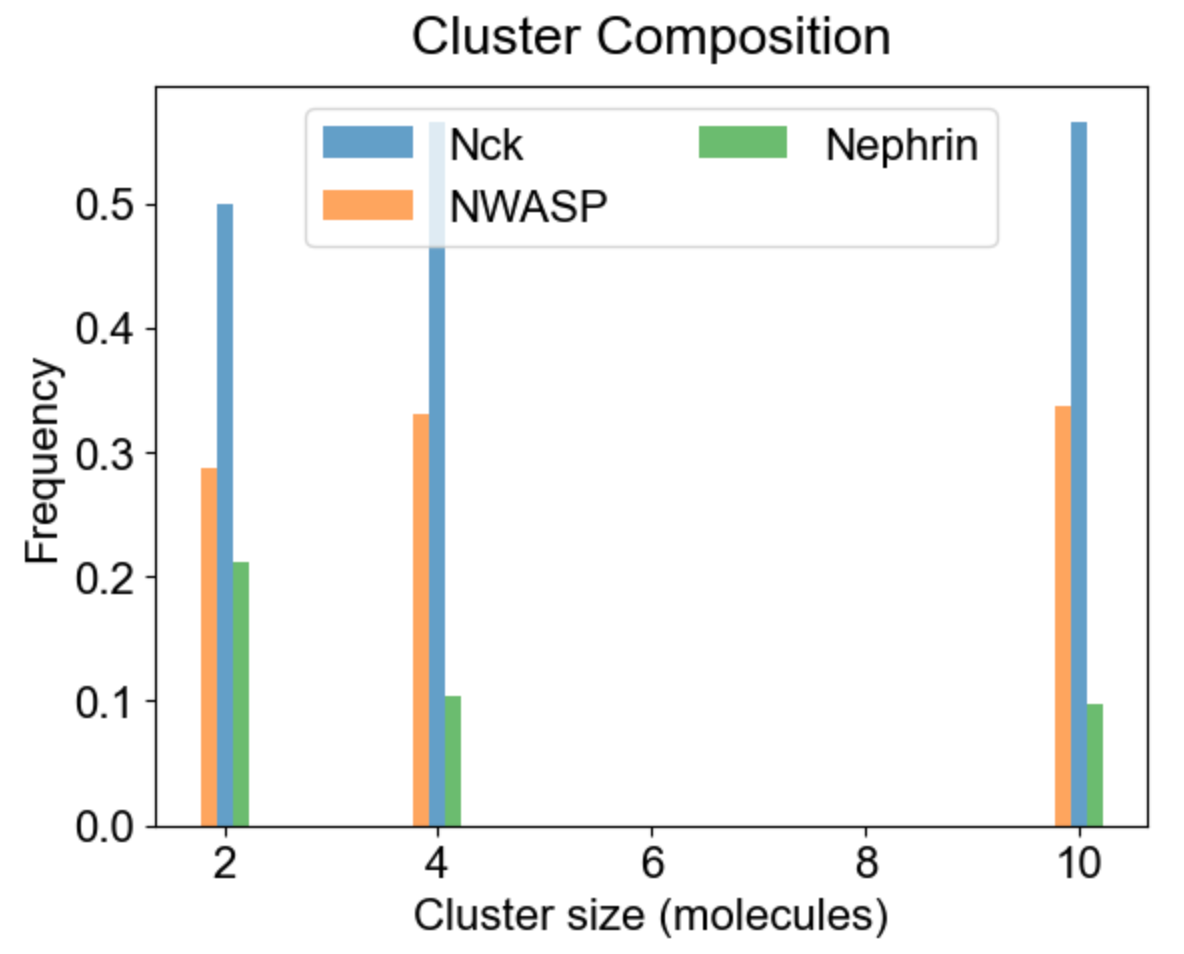 Cluster Composition
Nck
Nephrin
NWASP
Frequency
0.5
0.4
0.3
0.2
0.1
0.0
2 4 6 8 10
Cluster size (molecules)